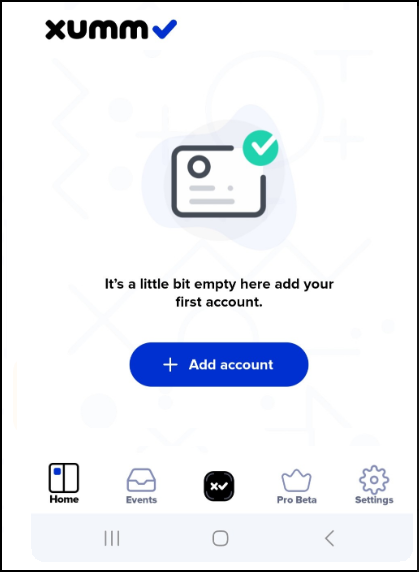 xumm
It's a little bit empty here add your
first account.
+ Add account
Home
Events
Pro Beta
Settings